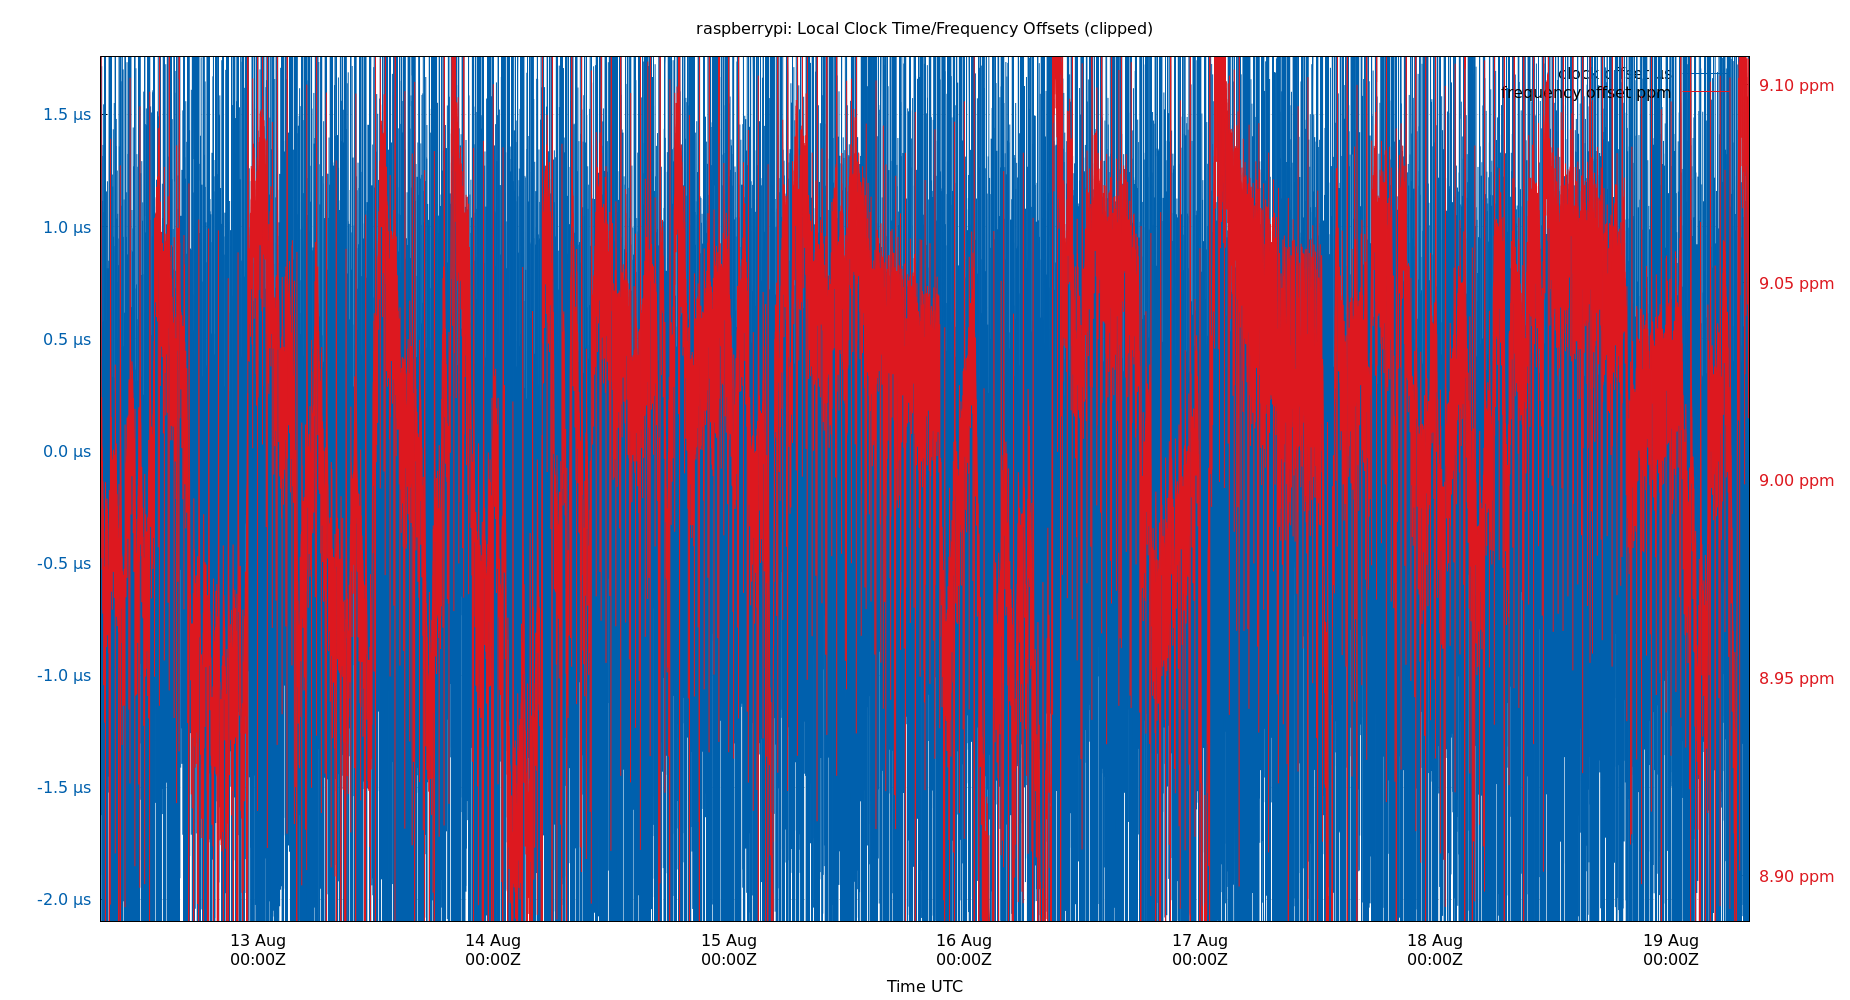 raspberrypi: Local Clock Time/Frequency Offsets (clipped)
clock offset µs
frequency offset ppm
1.5 µs
1.0 µs
0.5 µs
0.0 µs
-0.5 µs
-1.0 µs
-1.5 µs
-2.0 µs
9.10 ppm
9.05 ppm
9.00 ppm
8.95 ppm
8.90 ppm
13 Aug
00:00Z
14 Aug
00:00Z
15 Aug
00:00Z
16 Aug
00:00Z
17 Aug
00:00Z
18 Aug
00:00Z
19 Aug
00:00Z
Time UTC